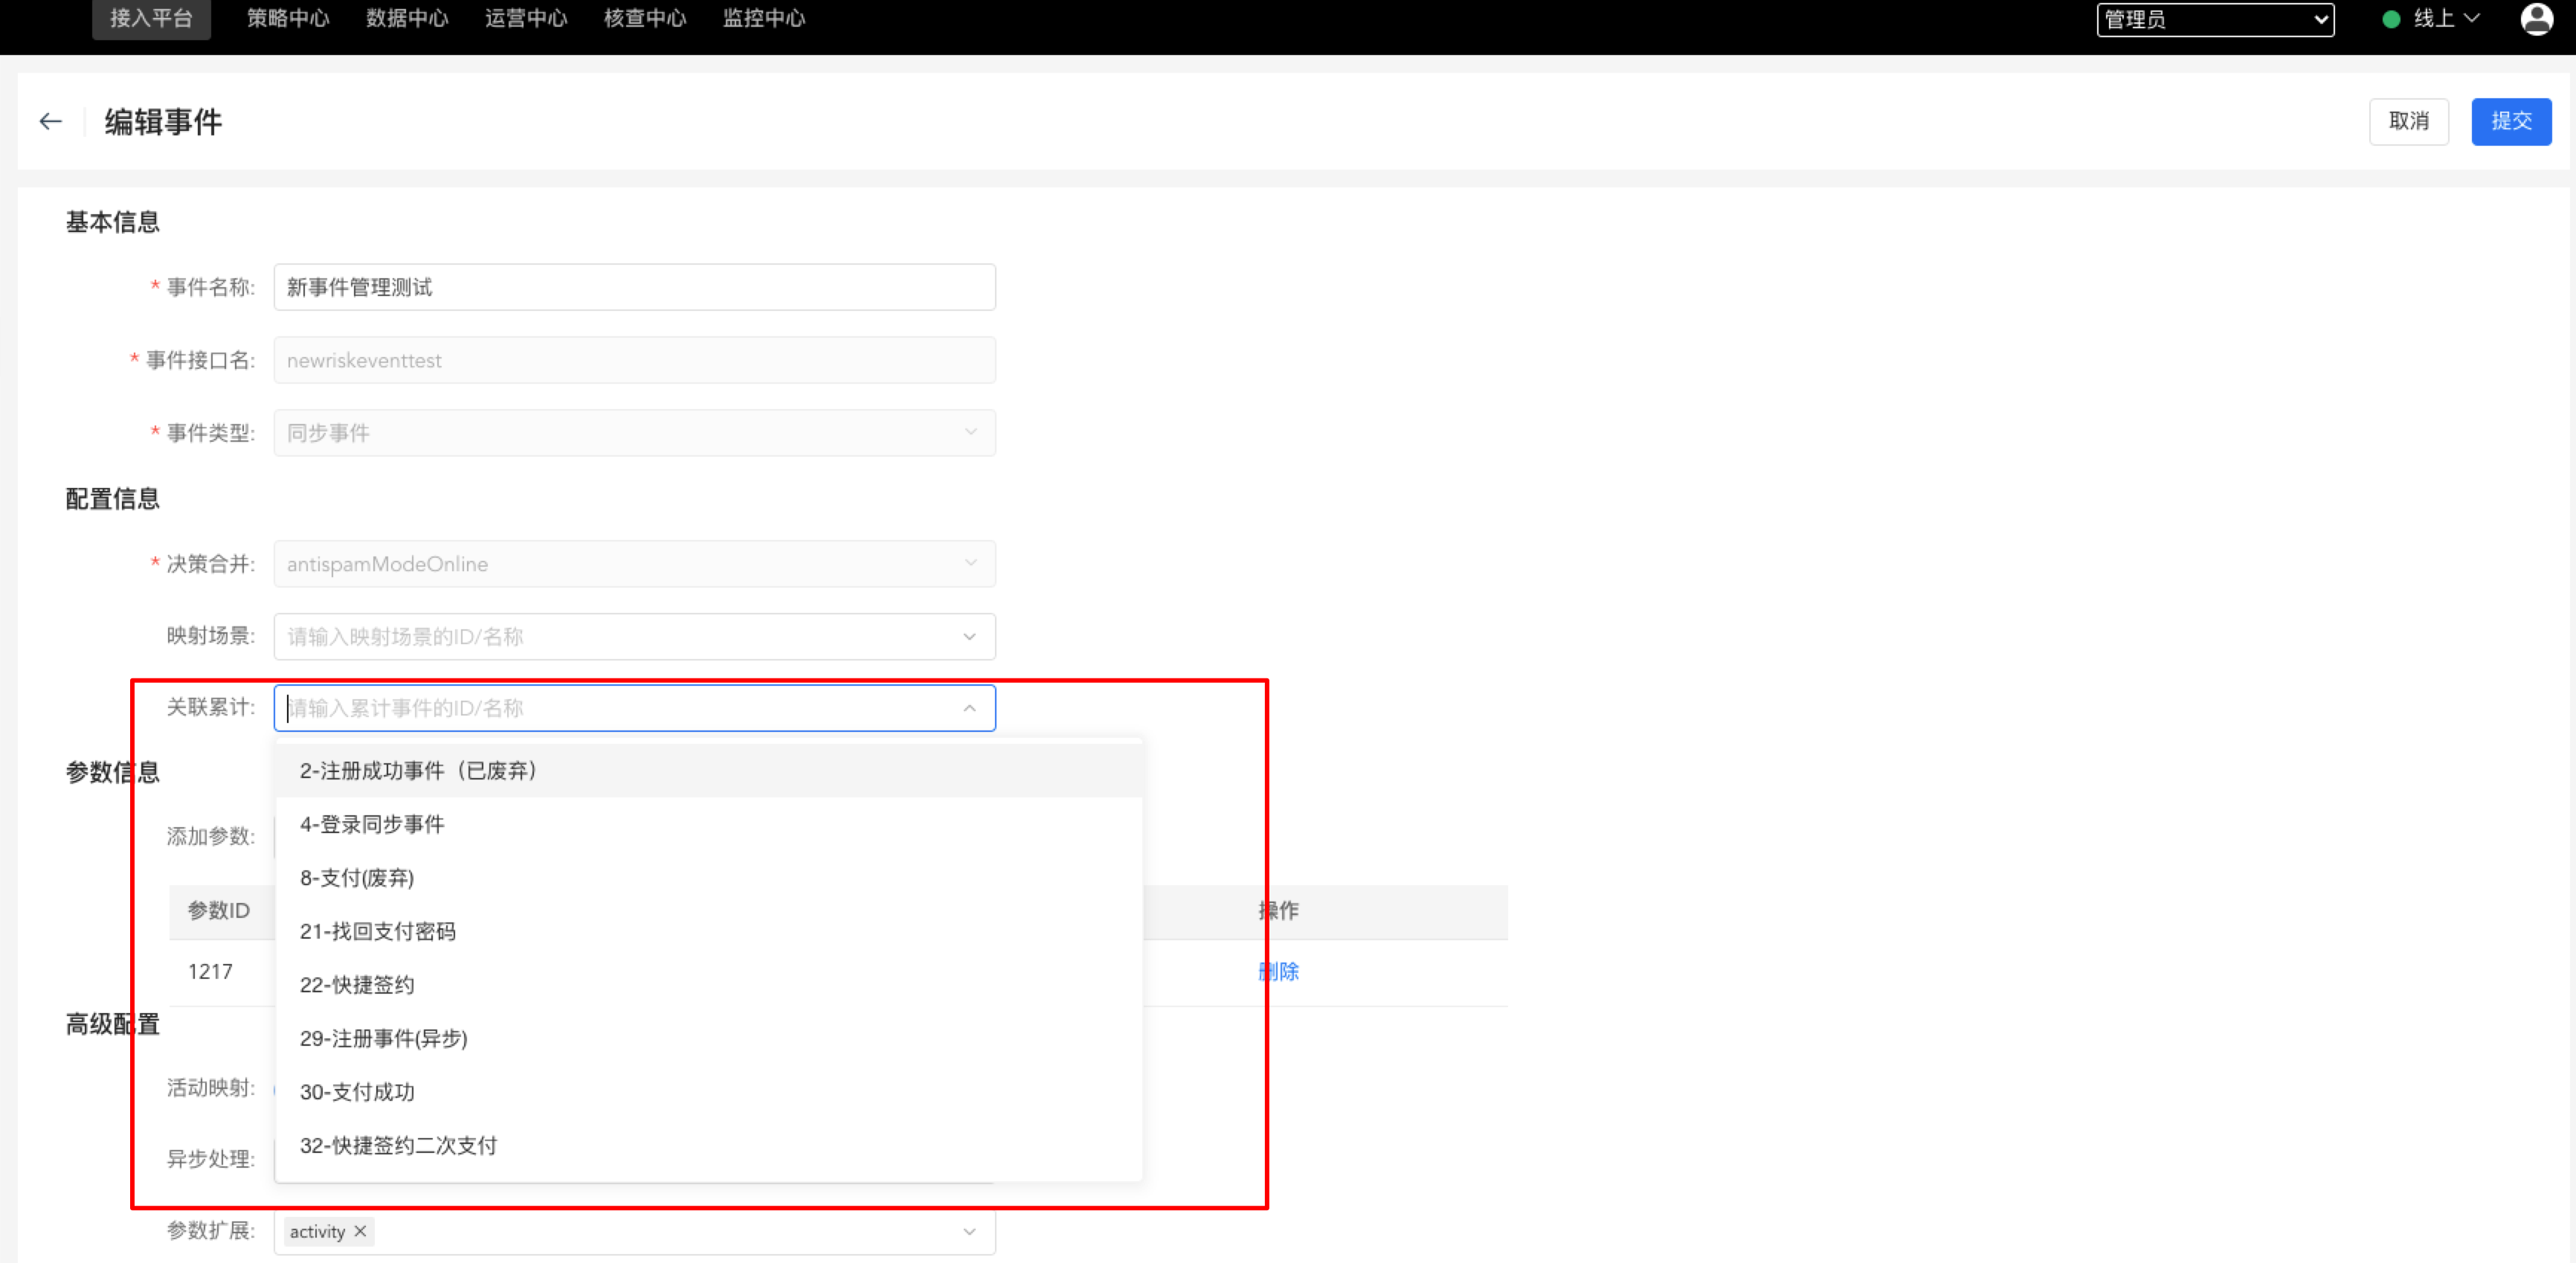 接入平台 策略中心 数据中心 运营中心 核查中心 监控中心 管理员 线上
编辑事件 取消 提交
基本信息
* 事件名称: 新事件管理测试
* 事件接口名: newriskeventtest
* 事件类型: 同步事件
配置信息
* 决策合并: antispamModeOnline
映射场景: 请输入映射场景的ID/名称
关联累计: 请输入累计事件的ID/名称
2-注册成功事件（已废弃）
参数信息
4-登录同步事件
添加参数:
8-支付(废弃)
参数ID 操作
21-找回支付密码
1217 删除
22-快捷签约
高级配置
29-注册事件(异步)
活动映射:
30-支付成功
32-快捷签约二次支付
异步处理:
参数扩展: activity ×